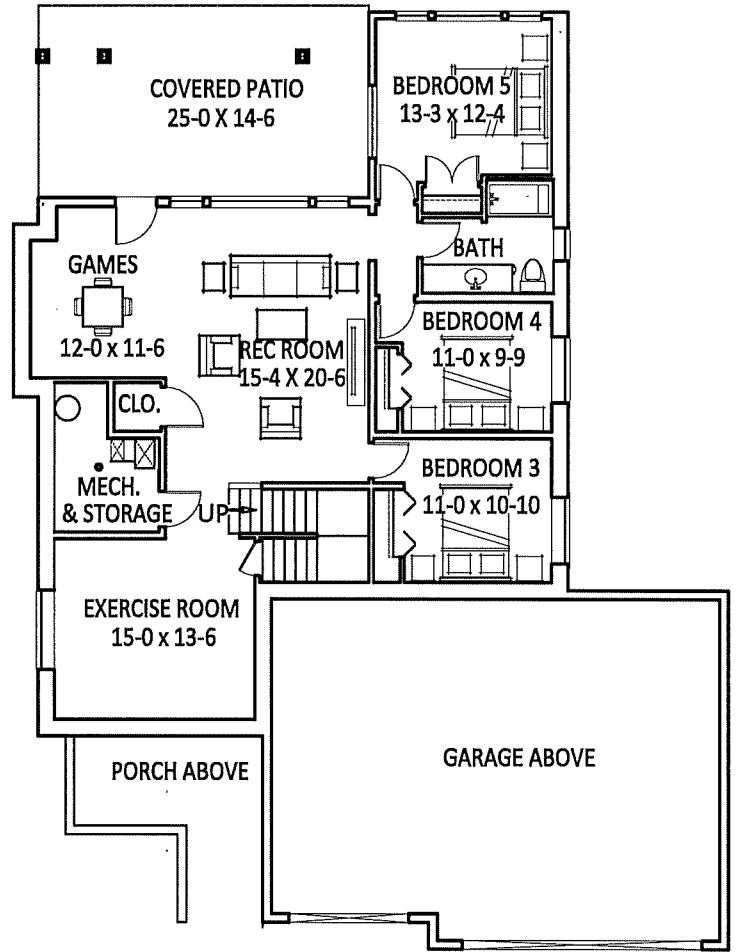 COVERED PATIO
25-0 X 14-6
BEDROOM 5
13-3 x 12-4
BATH
GAMES
12-0 x 11-6
REC ROOM
15-4 X 20-6
BEDROOM 4
11-0 x 9-9
CLO.
MECH.
& STORAGE
UP
BEDROOM 3
11-0 x 10-10
EXERCISE ROOM
15-0 x 13-6
PORCH ABOVE
GARAGE ABOVE